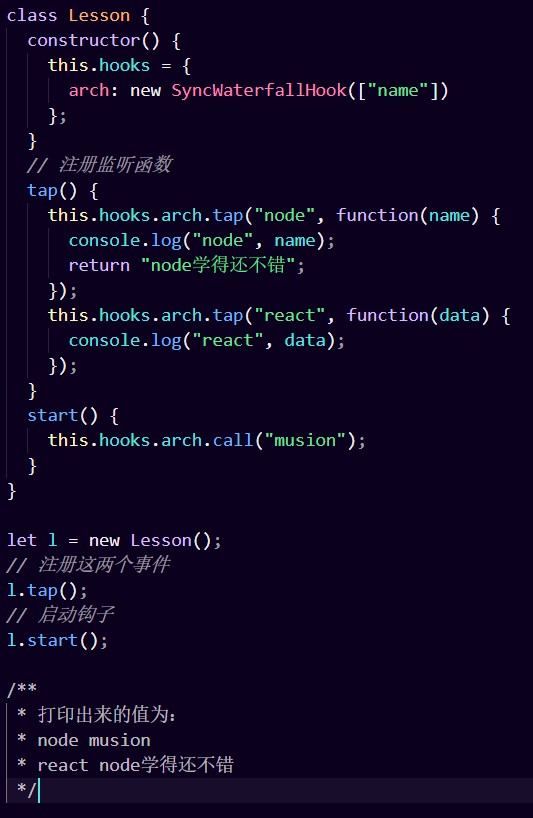 class Lesson {
  constructor() {
    this.hooks = {
      arch: new SyncWaterfallHook(["name"])
    };
  }
  // 注册监听函数
  tap() {
    this.hooks.arch.tap("node", function(name) {
      console.log("node", name);
      return "node学得还不错";
    });
    this.hooks.arch.tap("react", function(data) {
      console.log("react", data);
    });
  }
  start() {
    this.hooks.arch.call("musion");
  }
}

let l = new Lesson();
// 注册这两个事件
l.tap();
// 启动钩子
l.start();

/**
 * 打印出来的值为：
 * node musion
 * react node学得还不错
 */